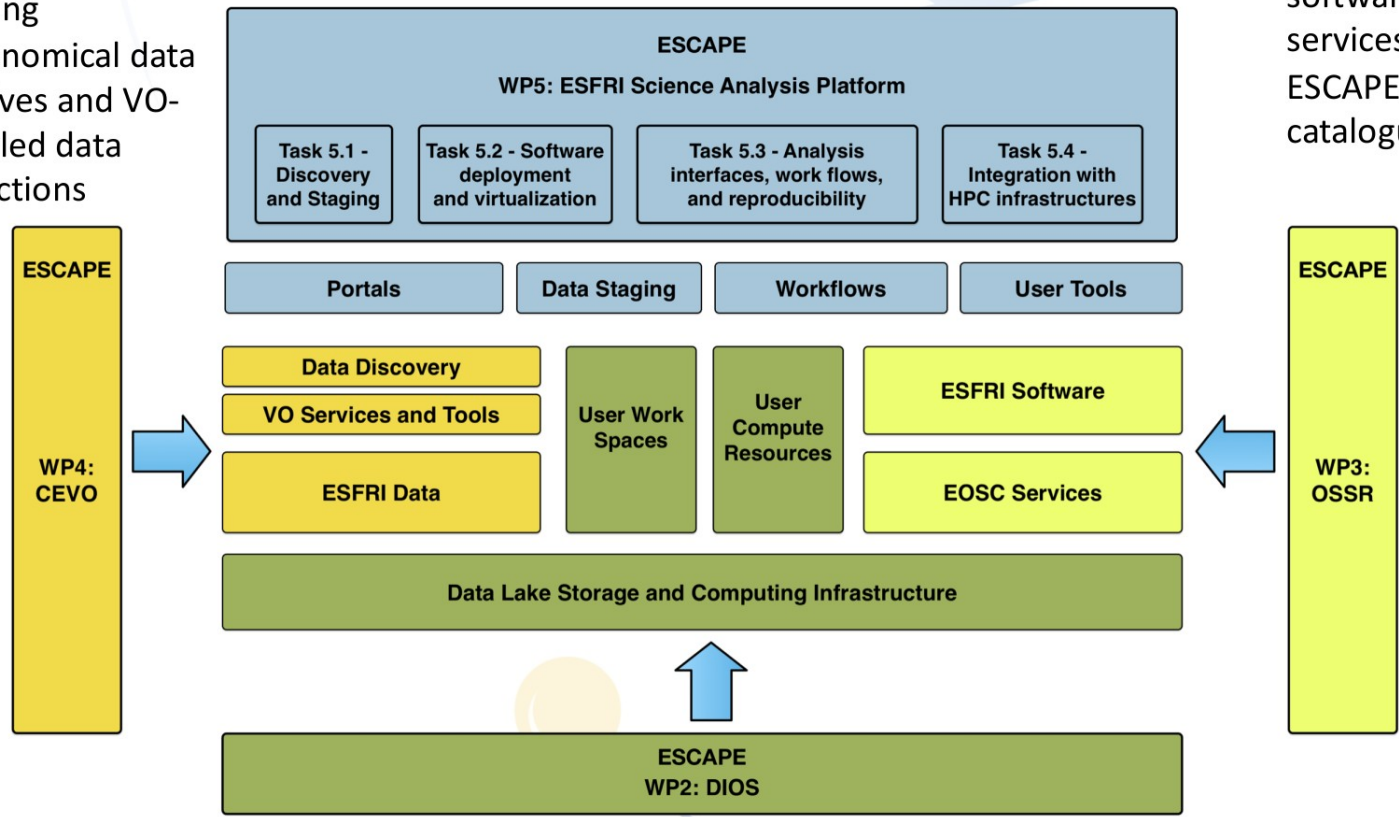 nomical data
ves and VO-
led data
ctions
services
ESCAPE
catalog
ESCAPE
WP5: ESFRI Science Analysis Platform
Task 5.1 -
Discovery
and Staging
Task 5.2 - Software
deployment
and virtualization
Task 5.3 - Analysis
interfaces, work flows,
and reproducibility
Task 5.4 -
Integration with
HPC infrastructures
ESCAPE
WP4:
CEVO
Portals
Data Staging
Workflows
User Tools
Data Discovery
VO Services and Tools
ESFRI Data
User Work
Spaces
User
Compute
Resources
ESFRI Software
EOSC Services
Data Lake Storage and Computing Infrastructure
ESCAPE
WP3:
OSSR
ESCAPE
WP2: DIOS